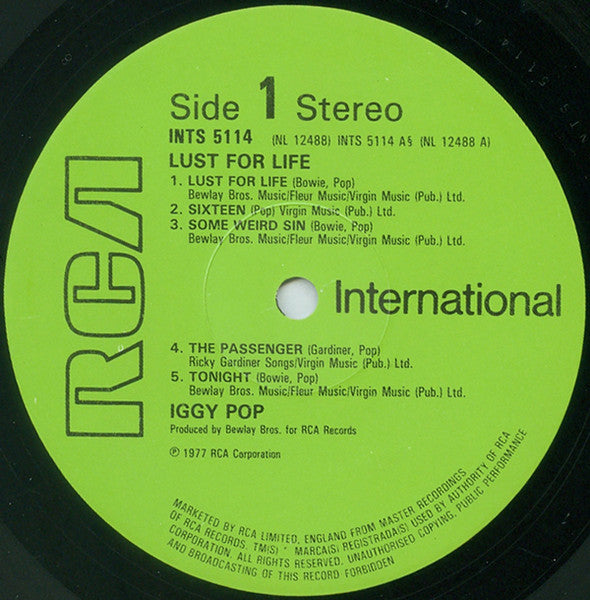 Side 1 Stereo
INTS 5114 (NL 12488) INTS 5114 A§ (NL 12488 A)
LUST FOR LIFE
1. LUST FOR LIFE (Bowie, Pop)
Bewlay Bros. Music/Fleur Music/Virgin Music (Pub.) Ltd.
2. SIXTEEN (Pop) Virgin Music (Pub.) Ltd.
3. SOME WEIRD SIN (Bowie, Pop)
Bewlay Bros. Music/Fleur Music/Virgin Music (Pub.) Ltd.
RCA
International
4. THE PASSENGER (Gardiner, Pop)
Ricky Gardiner Songs/Virgin Music (Pub.) Ltd.
5. TONIGHT (Bowie, Pop)
Bewlay Bros. Music/Fleur Music/Virgin Music (Pub.) Ltd.
IGGY POP
Produced by Bewlay Bros. for RCA Records
℗ 1977 RCA Corporation
MARKETED BY RCA LIMITED, ENGLAND FROM MASTER RECORDINGS
OF RCA RECORDS. TM(S) ® MARCA(S) REGISTRADA(S) USED BY AUTHORITY OF RCA
CORPORATION. ALL RIGHTS RESERVED. UNAUTHORISED COPYING, PUBLIC PERFORMANCE
AND BROADCASTING OF THIS RECORD FORBIDDEN